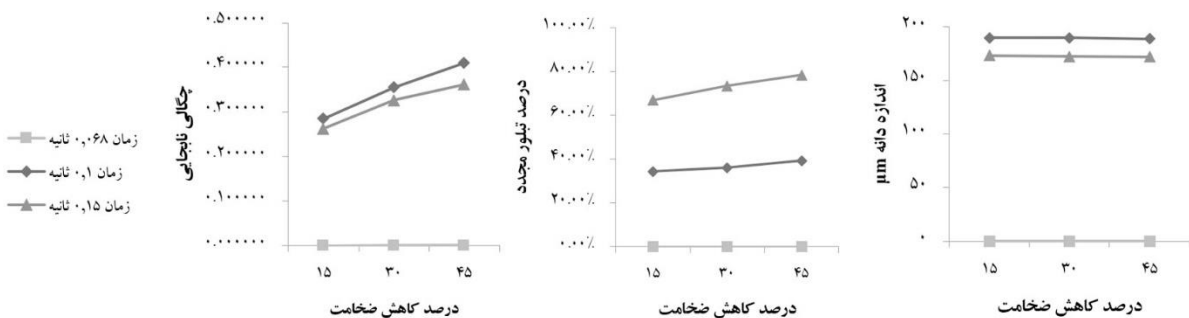 زمان ۰,۰۶۸ ثانیه
زمان ۰,۱ ثانیه
زمان ۰,۱۵ ثانیه
چگالی نابجایی
۰.۵۰۰۰۰۰
۰.۴۰۰۰۰۰
۰.۳۰۰۰۰۰
۰.۲۰۰۰۰۰
۰.۱۰۰۰۰۰
۰.۰۰۰۰۰۰
۱۵ ۳۰ ۴۵
درصد کاهش ضخامت
درصد تبلور مجدد
۱۰۰.۰۰٪
۸۰.۰۰٪
۶۰.۰۰٪
۴۰.۰۰٪
۲۰.۰۰٪
۰.۰۰٪
۱۵ ۳۰ ۴۵
درصد کاهش ضخامت
اندازه دانه µm
۲۰۰
۱۵۰
۱۰۰
۵۰
۰
۱۵ ۳۰ ۴۵
درصد کاهش ضخامت